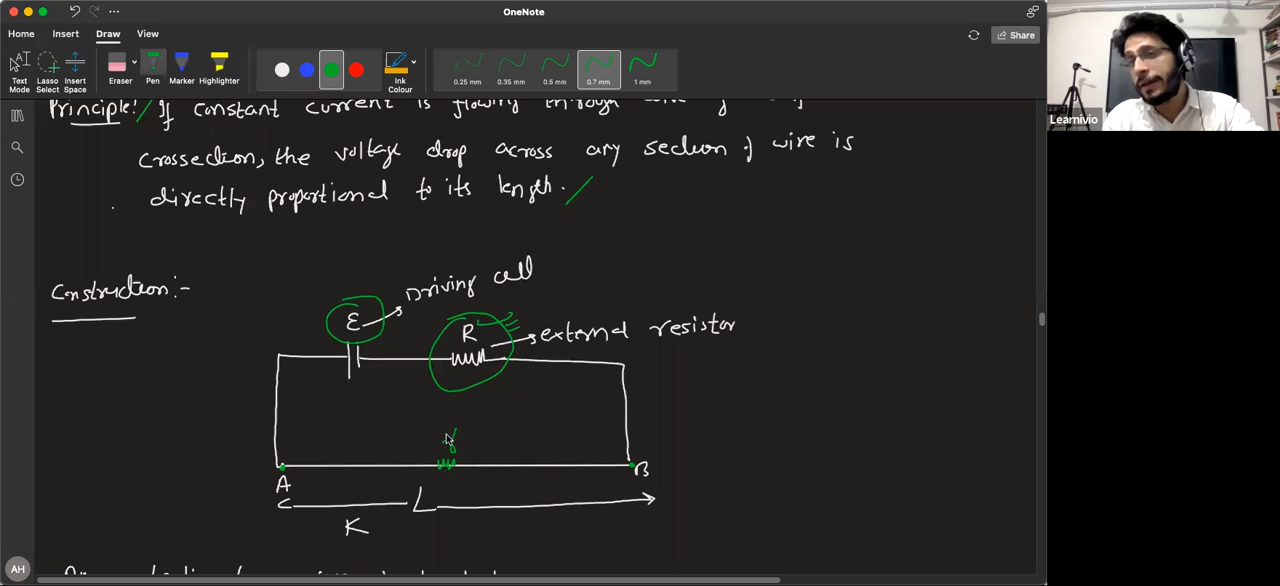 OneNote
Home Insert Draw View
Share
Text Mode Lasso Select Insert Space Eraser Pen Marker Highlighter Ink Colour 0.25 mm 0.35 mm 0.5 mm 0.7 mm 1 mm
Learnivio
Principle! If constant current is flowing through
crossection, the voltage drop across any section of wire is
directly proportional to its length.
Construction:-
Driving cell
E
R
external resistor
A
B
L
K
AH